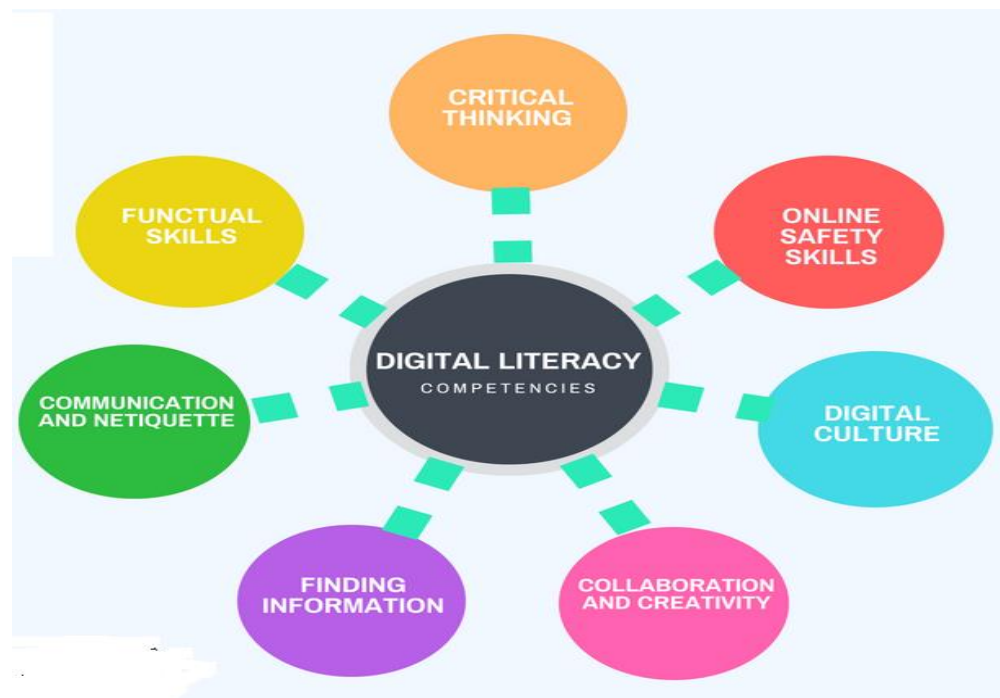 CRITICAL
THINKING
FUNCTUAL
SKILLS
ONLINE
SAFETY
SKILLS
DIGITAL LITERACY
COMPETENCIES
COMMUNICATION
AND NETIQUETTE
DIGITAL
CULTURE
FINDING
INFORMATION
COLLABORATION
AND CREATIVITY